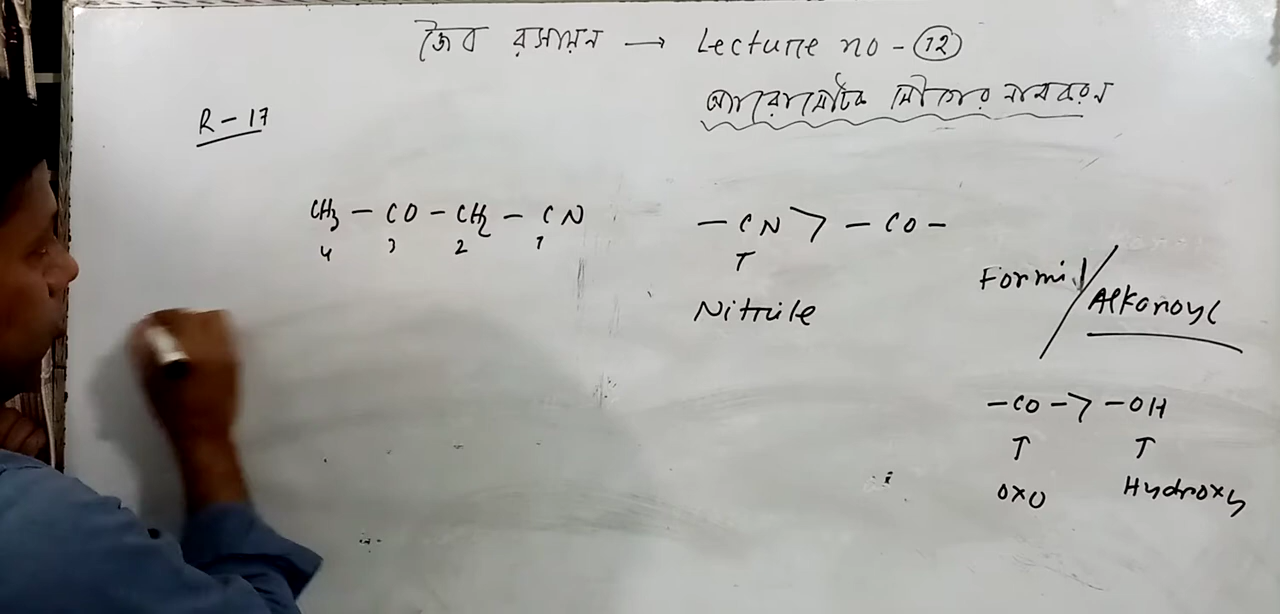 জৈব রসায়ন → Lecture no - 12
অ্যারোমেটিক যৌগের নামকরন
R - 17
CH3 - CO - CH2 - CN
4 3 2 1
- CN > - CO -
Nitrile
Formil / Alkanoyl
- CO - > - OH
OXO Hydroxy